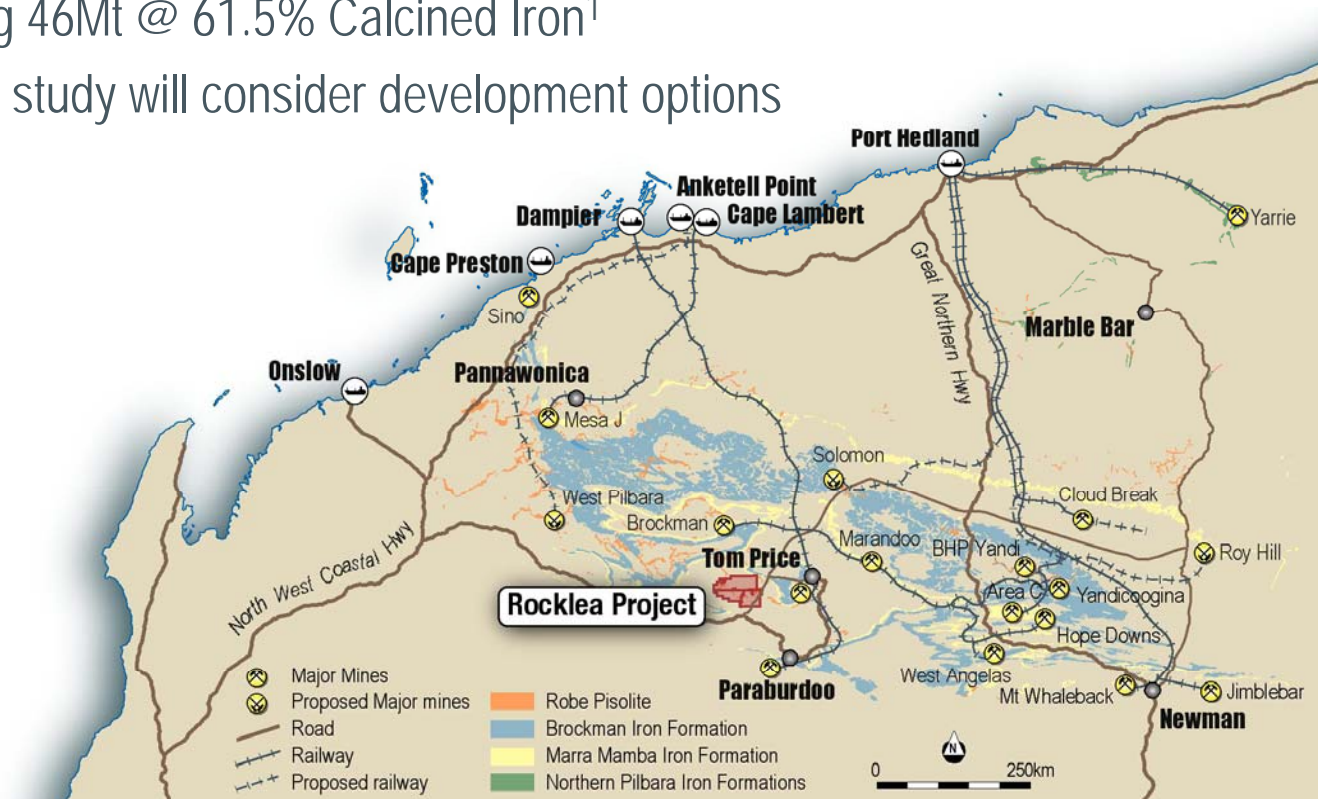 g 46Mt @ 61.5% Calcined Iron1
study will consider development options
Port Hedland
Anketell Point
Dampier
Cape Lambert
Yarrie
Cape Preston
Sino
Great Northern Hwy
Marble Bar
Onslow
Pannawonica
Mesa J
Solomon
West Pilbara
Cloud Break
Brockman
Marandoo
BHP Yandi
Roy Hill
Tom Price
Area C
Yandicoogina
Rocklea Project
North West Coastal Hwy
Hope Downs
West Angelas
Paraburdoo
Mt Whaleback
Jimblebar
Newman
Major Mines
Proposed Major mines
Road
Railway
Proposed railway
Robe Pisolite
Brockman Iron Formation
Marra Mamba Iron Formation
Northern Pilbara Iron Formations
N
0 250km